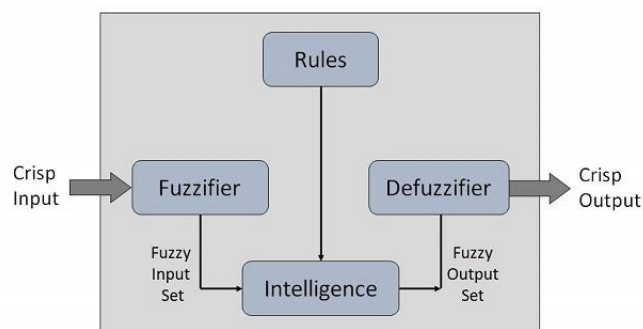 Rules
Crisp
Input
Fuzzifier
Defuzzifier
Crisp
Output
Fuzzy
Input
Set
Intelligence
Fuzzy
Output
Set